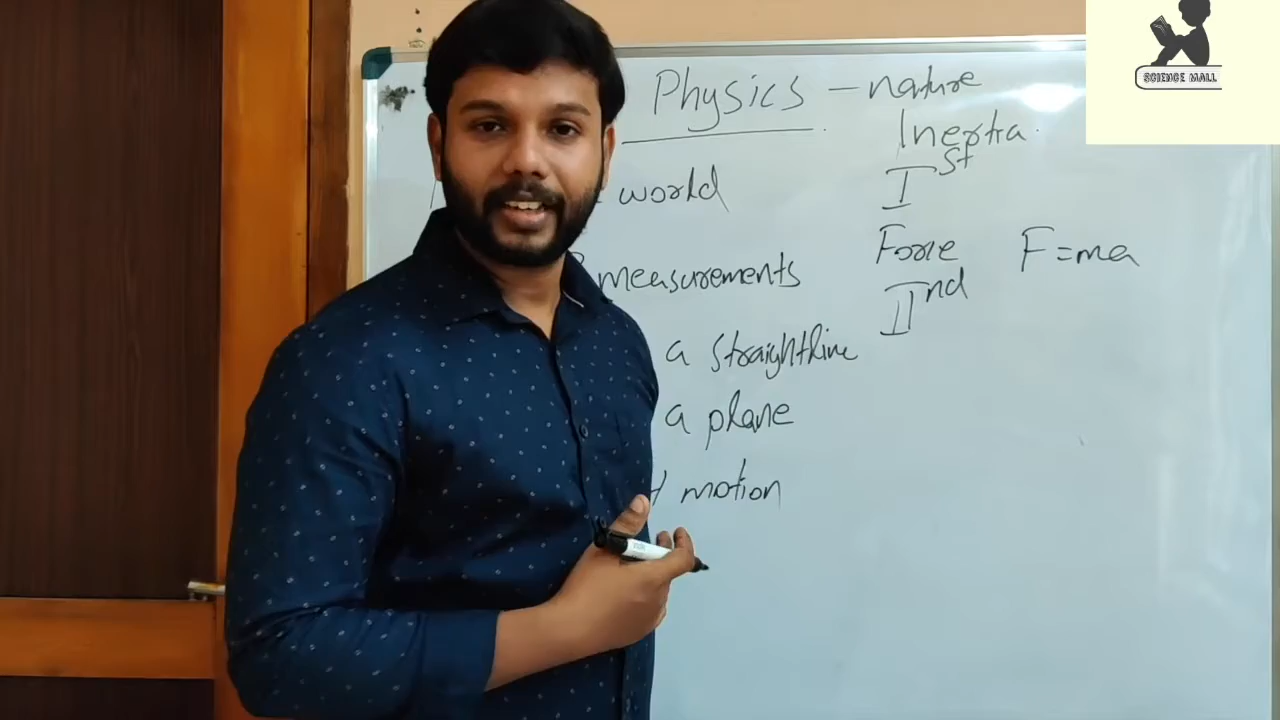 Physics – nature
Inertia.
Ist
world
Force F=ma
measurements
IInd
a straightline
a plane
motion
SCIENCE MALL